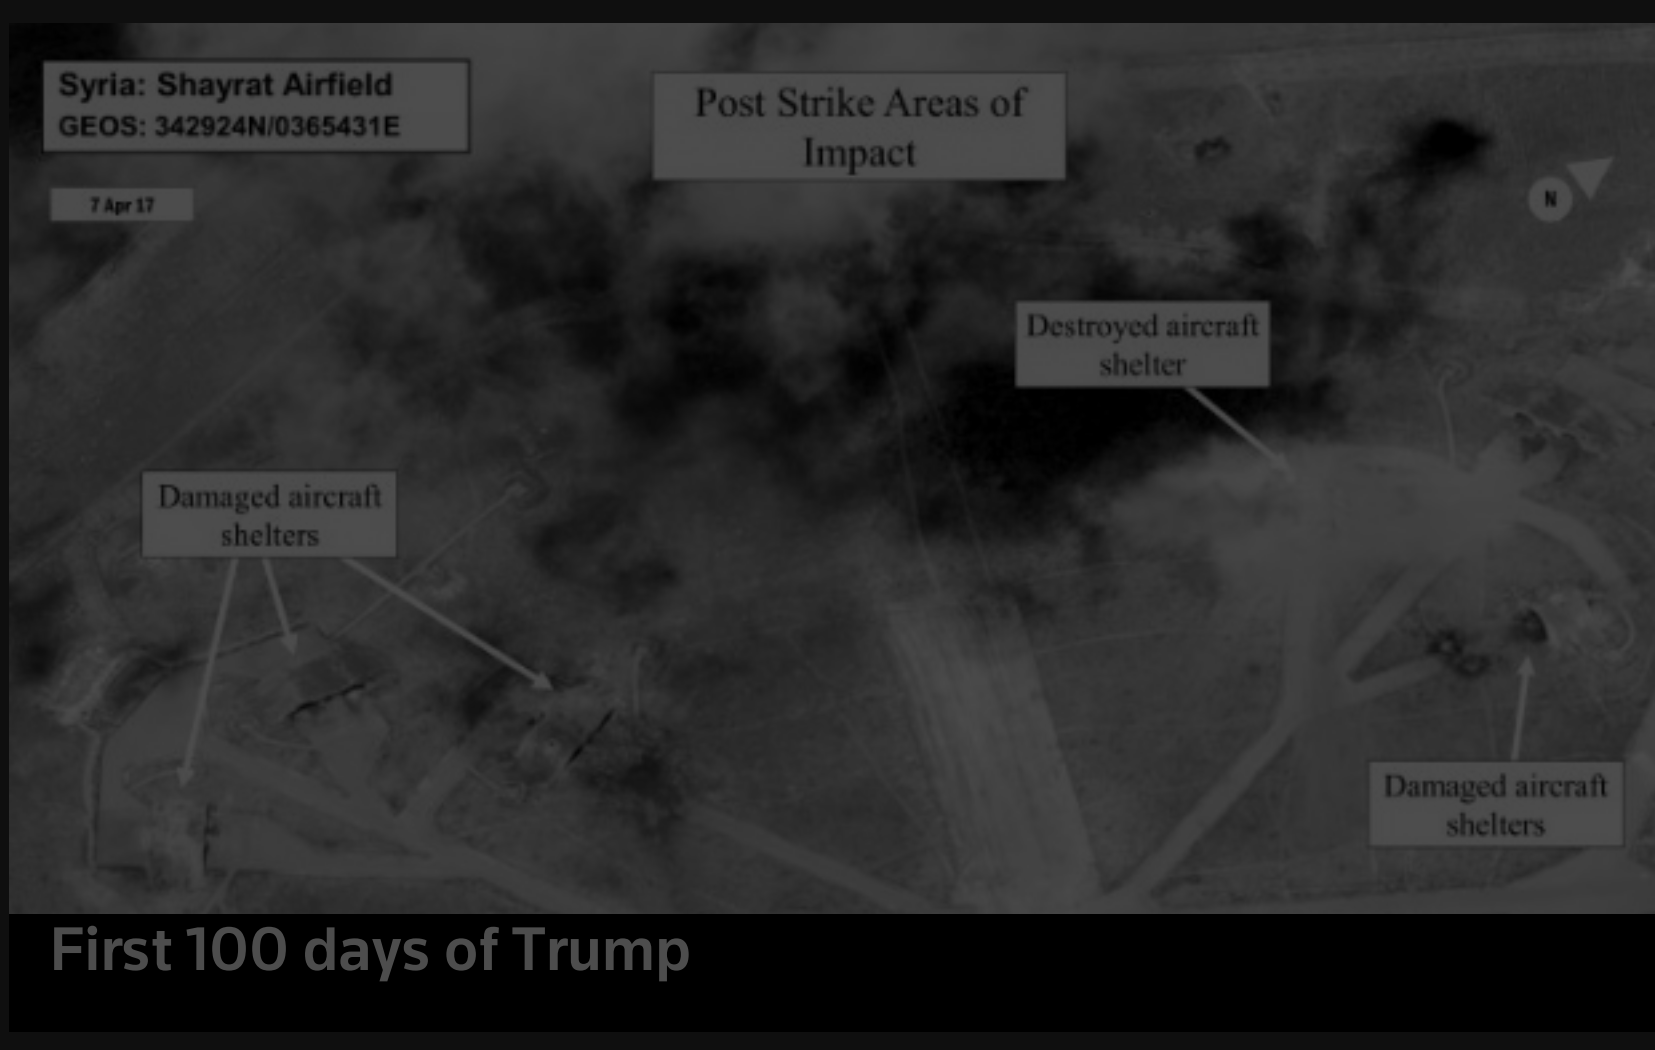 Syria: Shayrat Airfield
GEOS: 342924N/0365431E
7 Apr 17
Post Strike Areas of
Impact
N
Destroyed aircraft
shelter
Damaged aircraft
shelters
Damaged aircraft
shelters
First 100 days of Trump